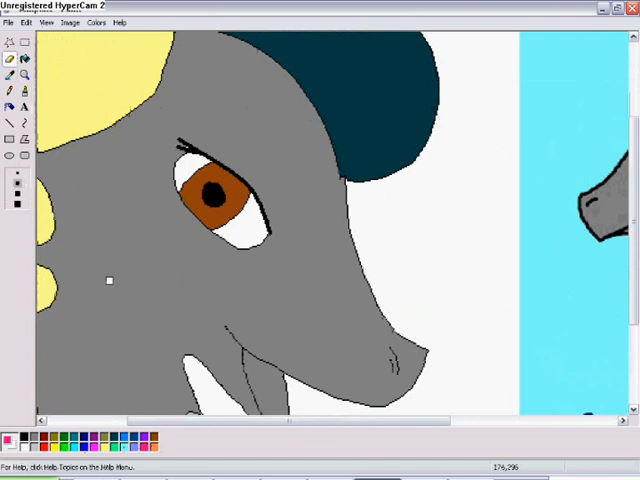 Unregistered HyperCam 2
File Edit View Image Colors Help
A
For Help, click Help Topics on the Help Menu.
176,296